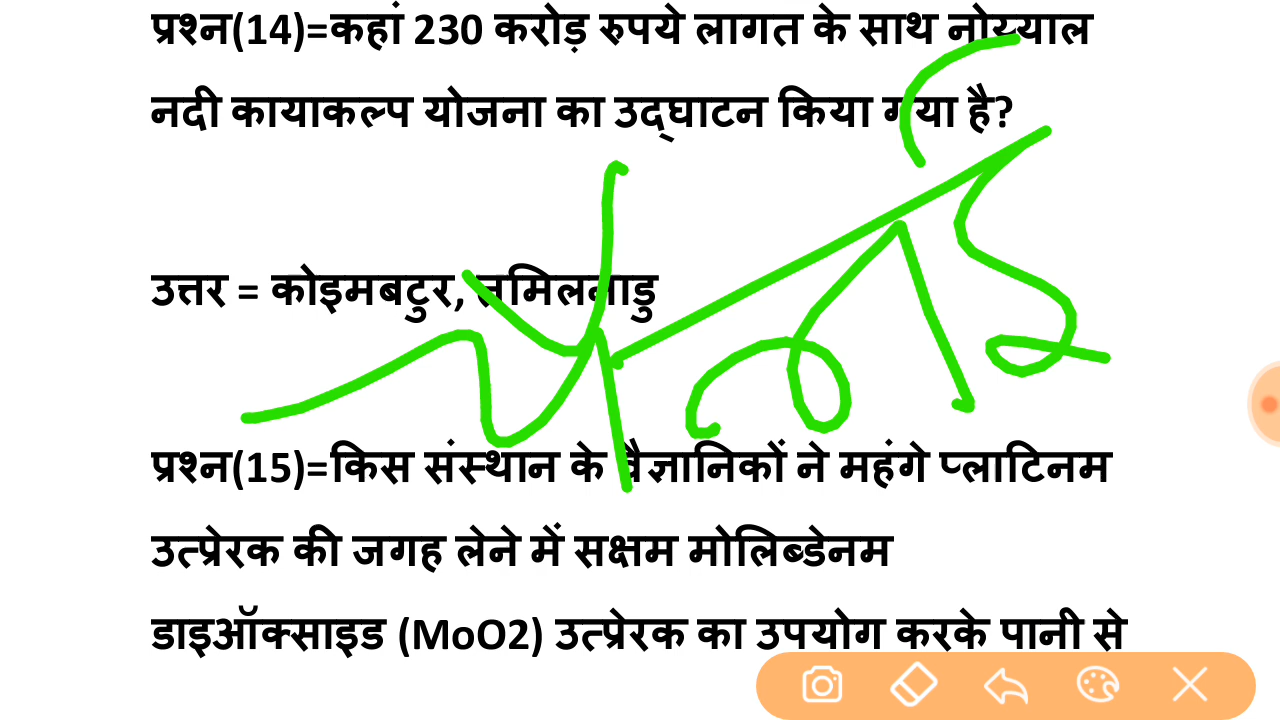 प्रश्न(14)=कहां 230 करोड़ रुपये लागत के साथ नोय्याल
नदी कायाकल्प योजना का उद्घाटन किया गया है?
उत्तर = कोइमबटुर, तमिलनाडु
प्रश्न(15)=किस संस्थान के वैज्ञानिकों ने महंगे प्लाटिनम
उत्प्रेरक की जगह लेने में सक्षम मोलिब्डेनम
डाइऑक्साइड (MoO2) उत्प्रेरक का उपयोग करके पानी से